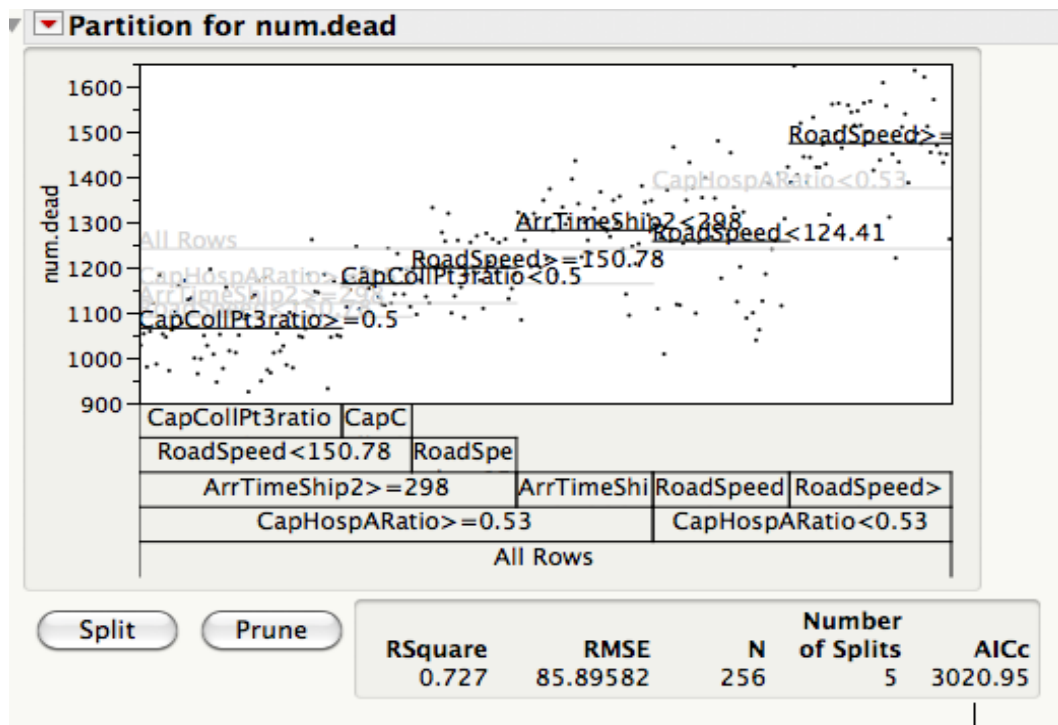 Partition for num.dead
1600
1500
1400
1300
1200
1100
1000
900
num.dead
RoadSpeed>=
CapHospARatio<0.53
ArrTimeShip2<298
RoadSpeed<124.41
All Rows
RoadSpeed>=150.78
CapHospARatio>
CapCollPt3ratio<0.5
ArrTimeShip2>=298
RoadSpeed<150.78
CapCollPt3ratio>=0.5
CapCollPt3ratio CapC
RoadSpeed<150.78 RoadSpe
ArrTimeShip2>=298 ArrTimeShi RoadSpeed RoadSpeed>
CapHospARatio>=0.53 CapHospARatio<0.53
All Rows
Split Prune
RSquare RMSE N Number of Splits AICc
0.727 85.89582 256 5 3020.95